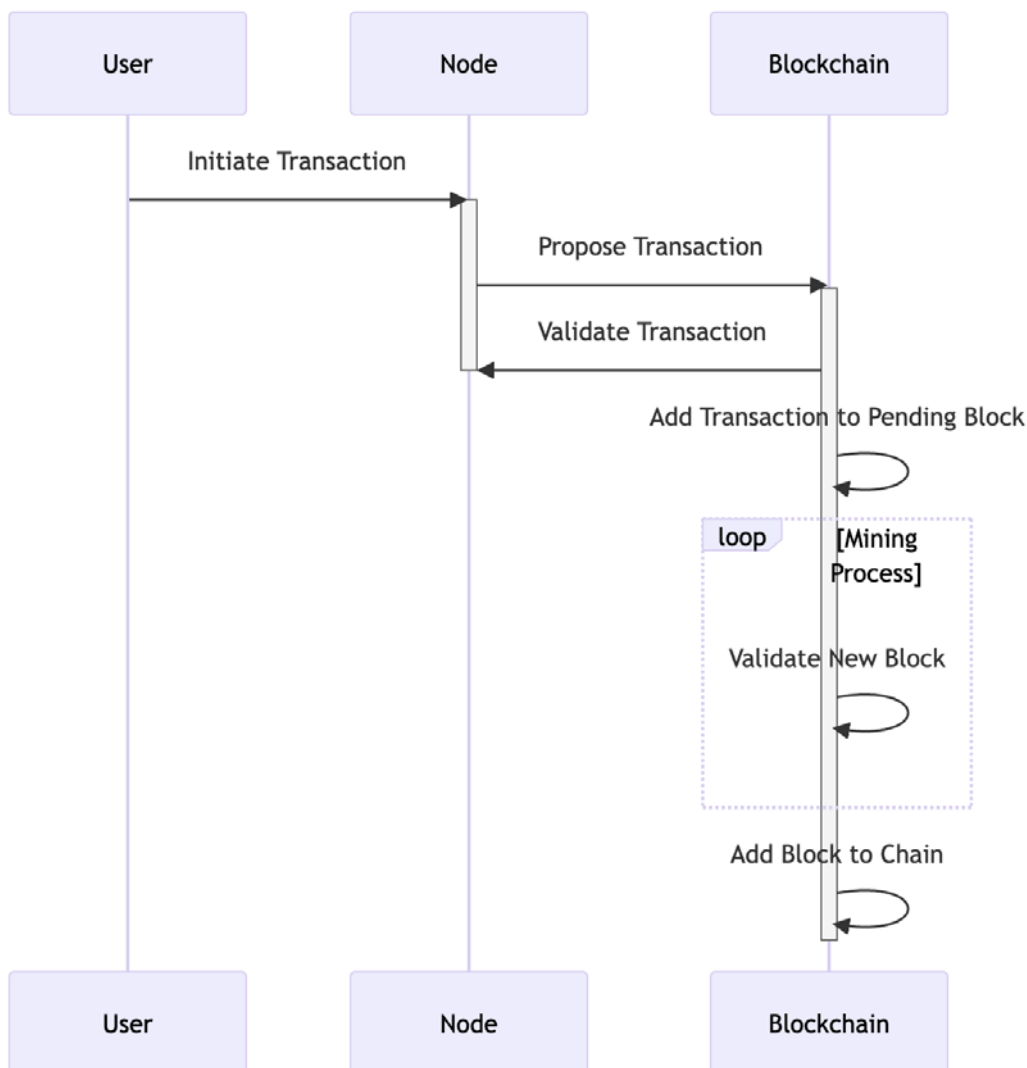 User
Node
Blockchain
Initiate Transaction
Propose Transaction
Validate Transaction
Add Transaction to Pending Block
loop
[Mining
Process]
Validate New Block
Add Block to Chain
User
Node
Blockchain